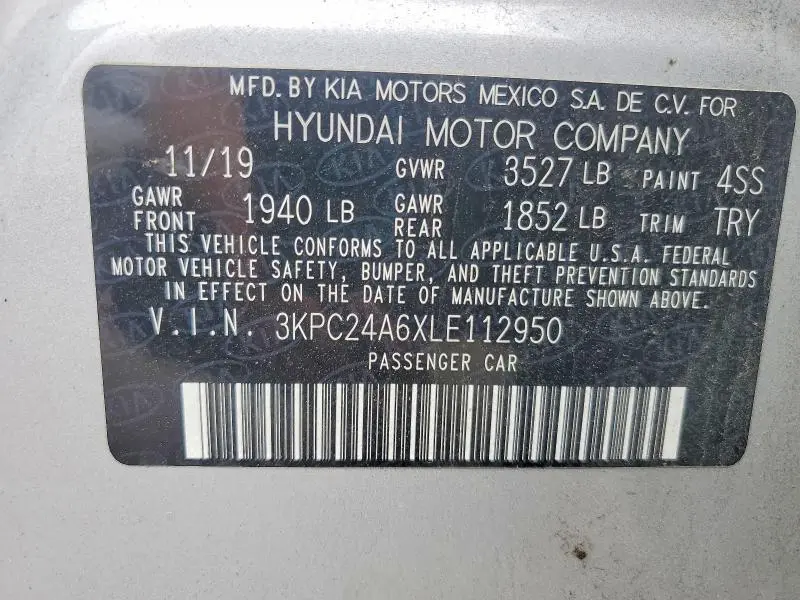 MFD. BY KIA MOTORS MEXICO S.A. DE C.V. FOR
HYUNDAI MOTOR COMPANY
11/19 GVWR 3527 LB PAINT 4SS
GAWR FRONT 1940 LB GAWR REAR 1852 LB TRIM TRY
THIS VEHICLE CONFORMS TO ALL APPLICABLE U.S.A. FEDERAL
MOTOR VEHICLE SAFETY, BUMPER, AND THEFT PREVENTION STANDARDS
IN EFFECT ON THE DATE OF MANUFACTURE SHOWN ABOVE.
V.I.N. 3KPC24A6XLE112950
PASSENGER CAR